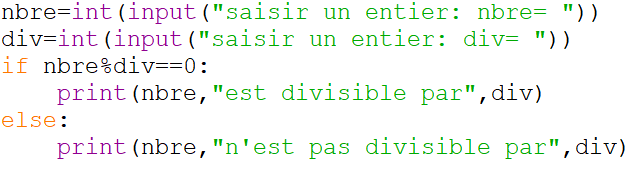 nbre=int(input("saisir un entier: nbre= "))
div=int(input("saisir un entier: div= "))
if nbre%div==0:
    print(nbre,"est divisible par",div)
else:
    print(nbre,"n'est pas divisible par",div)